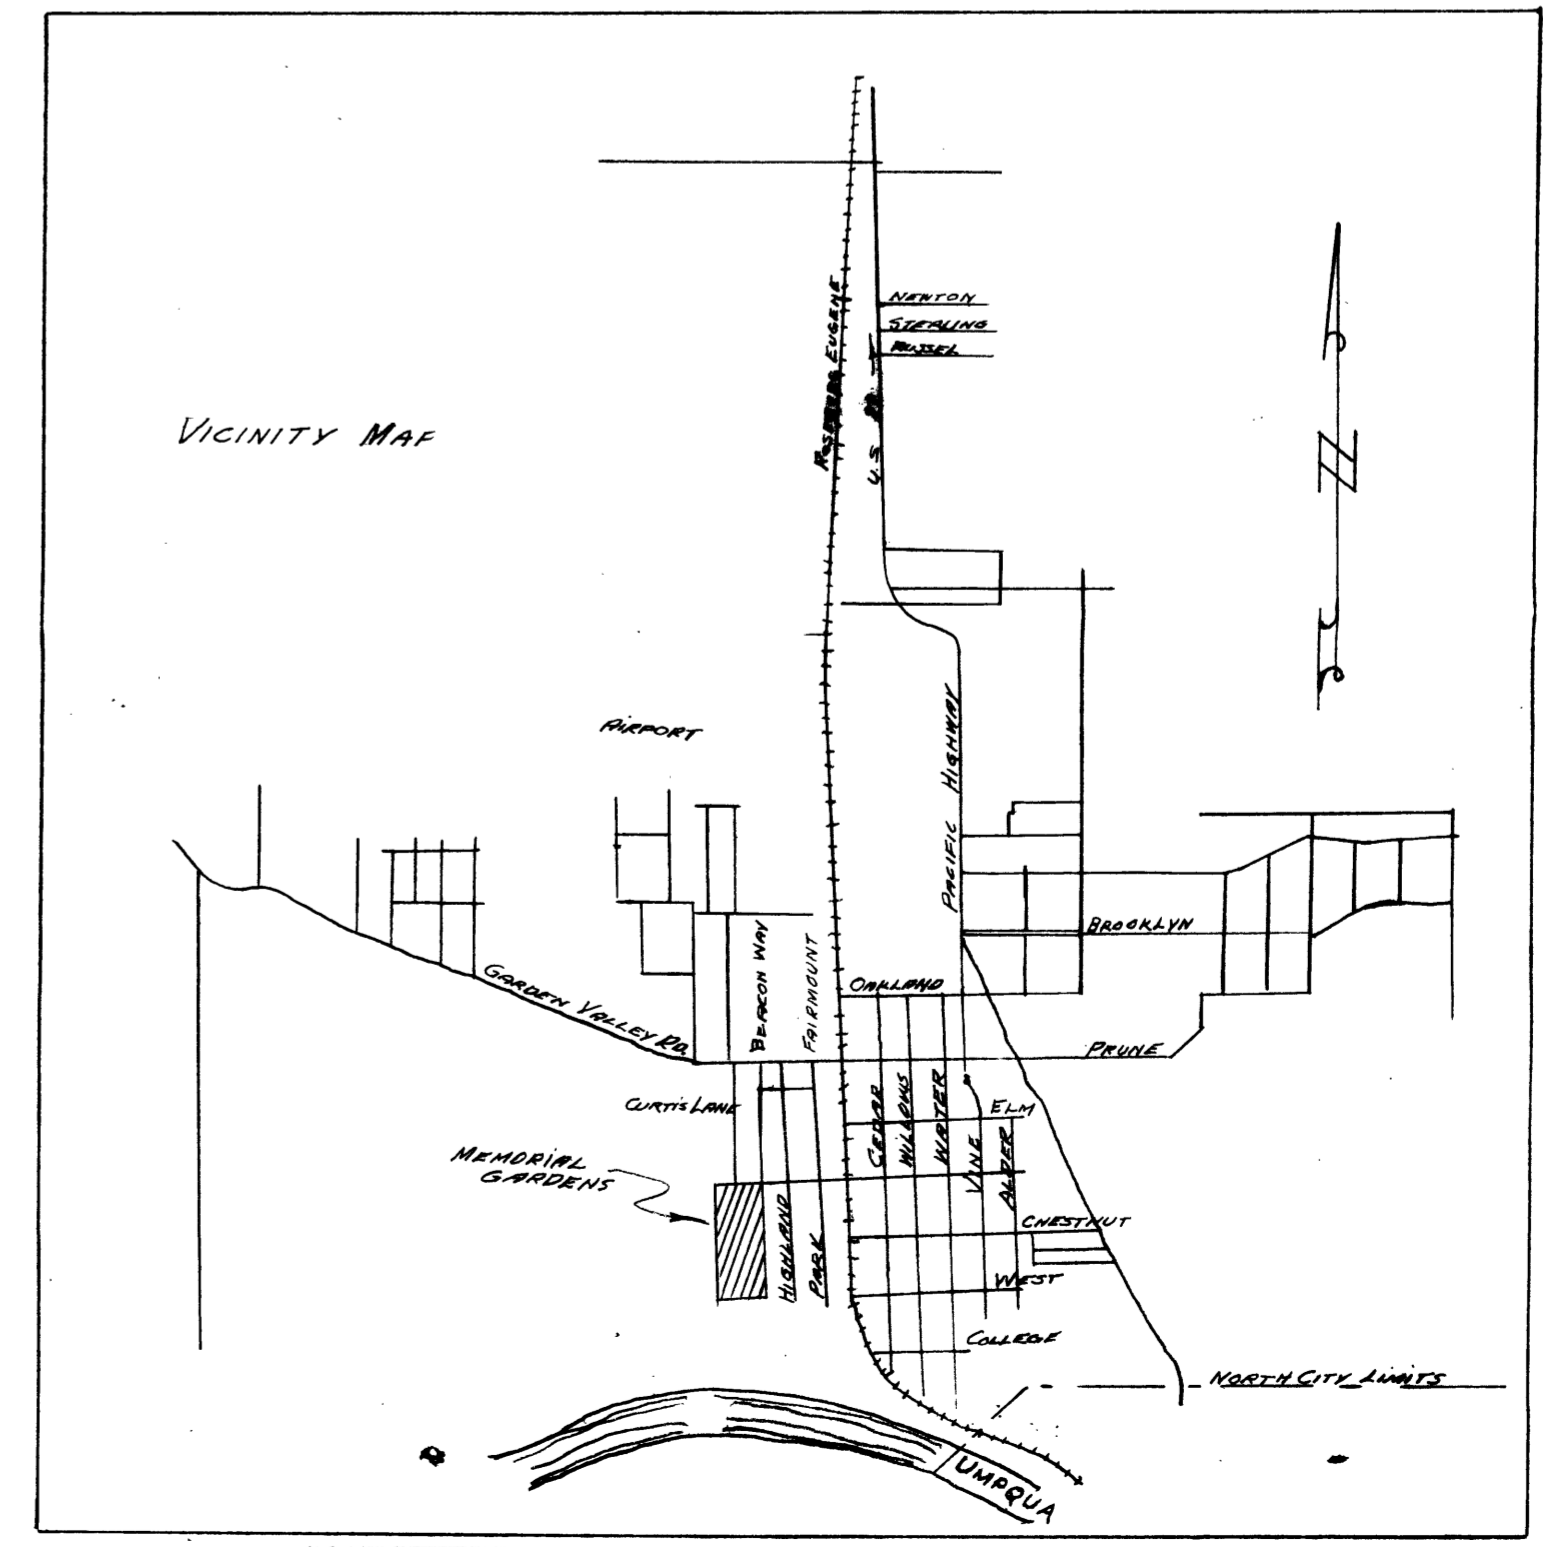 NEWTON
STERLING
RUSSEL
ROSEBURG EUGENE
U.S
VICINITY MAP
N
AIRPORT
PACIFIC HIGHWAY
BROOKLYN
GARDEN VALLEY RD.
BEACON WAY
FAIRMOUNT
OAKLAND
PRUNE
CURTIS LANE
CEDAR
WILLOWS
WATER
ELM
VINE
ALDER
MEMORIAL
GARDENS
HIGHLAND
PARK
CHESTNUT
WEST
COLLEGE
NORTH CITY LIMITS
UMPQUA